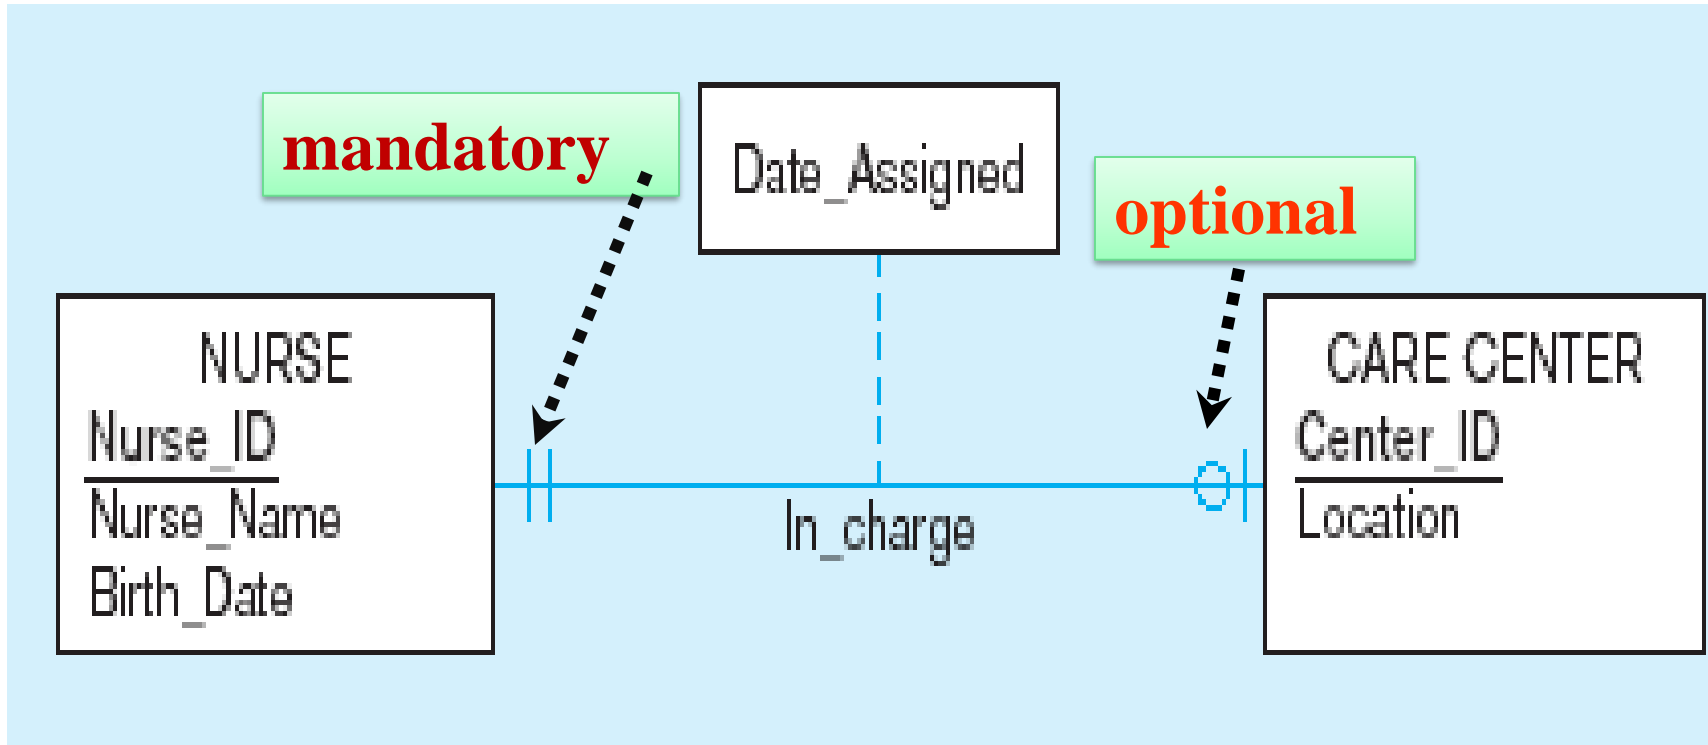 mandatory
Date_Assigned
optional
NURSE
Nurse_ID
Nurse_Name
Birth_Date
In_charge
CARE CENTER
Center_ID
Location